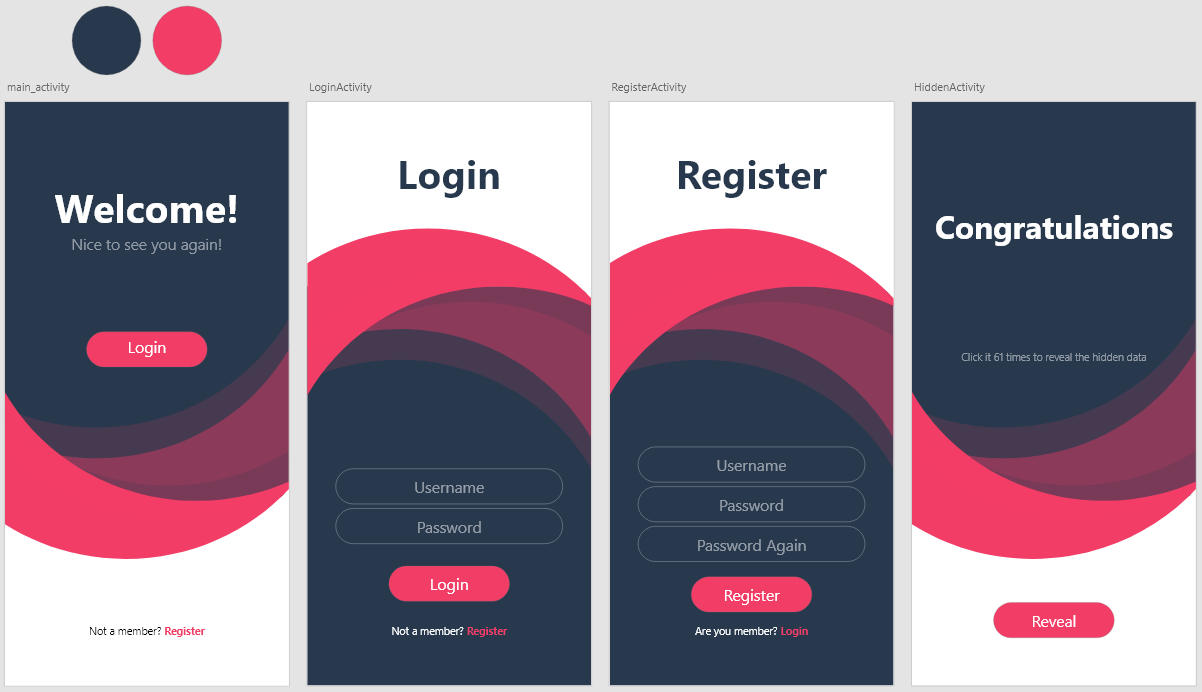 main_activity
Welcome!
Nice to see you again!
Login
Not a member? Register
LoginActivity
Login
Username
Password
Login
Not a member? Register
RegisterActivity
Register
Username
Password
Password Again
Register
Are you member? Login
HiddenActivity
Congratulations
Click it 61 times to reveal the hidden data
Reveal